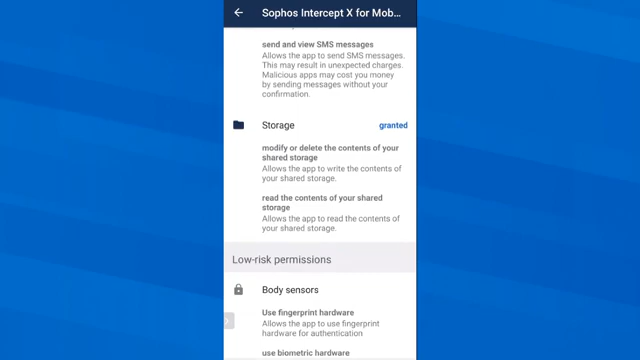 Sophos Intercept X for Mob...
send and view SMS messages
Allows the app to send SMS messages.
This may result in unexpected charges.
Malicious apps may cost you money
by sending messages without your
confirmation.
Storage granted
modify or delete the contents of your
shared storage
Allows the app to write the contents of
your shared storage.
read the contents of your shared
storage
Allows the app to read the contents of
your shared storage.
Low-risk permissions
Body sensors
Use fingerprint hardware
Allows the app to use fingerprint
hardware for authentication
use biometric hardware